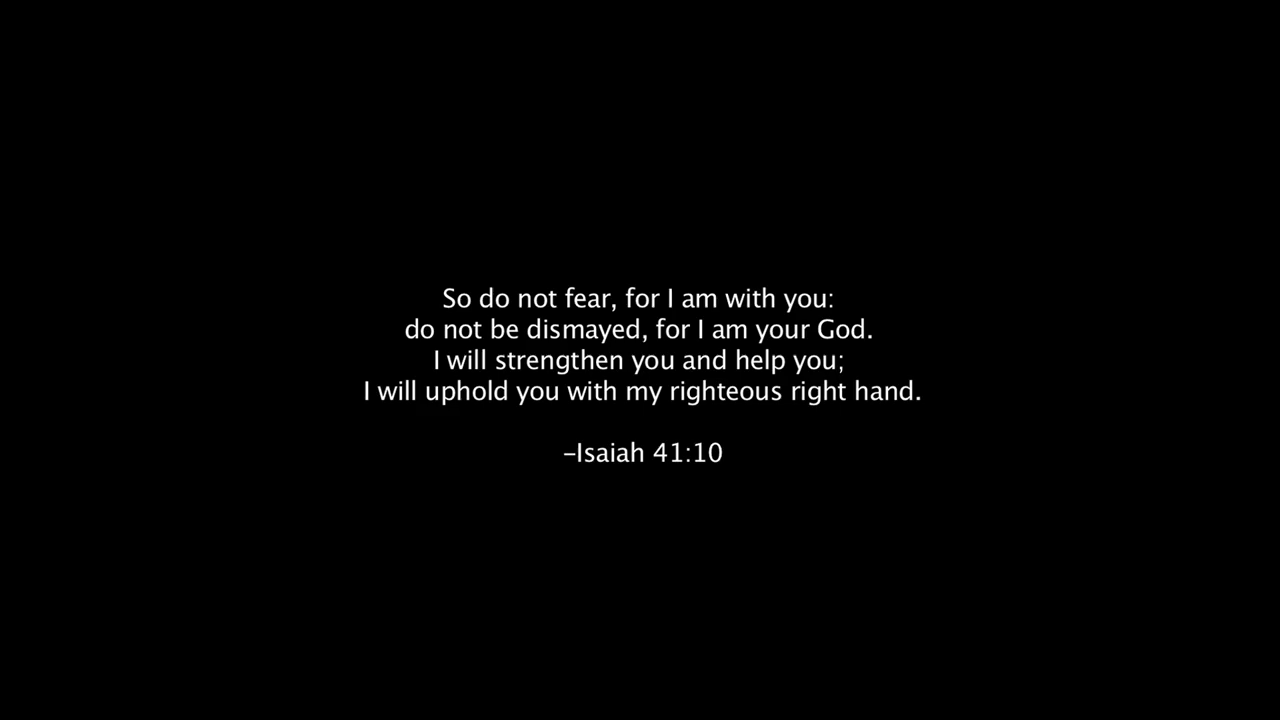 So do not fear, for I am with you:
do not be dismayed, for I am your God.
I will strengthen you and help you;
I will uphold you with my righteous right hand.
–Isaiah 41:10